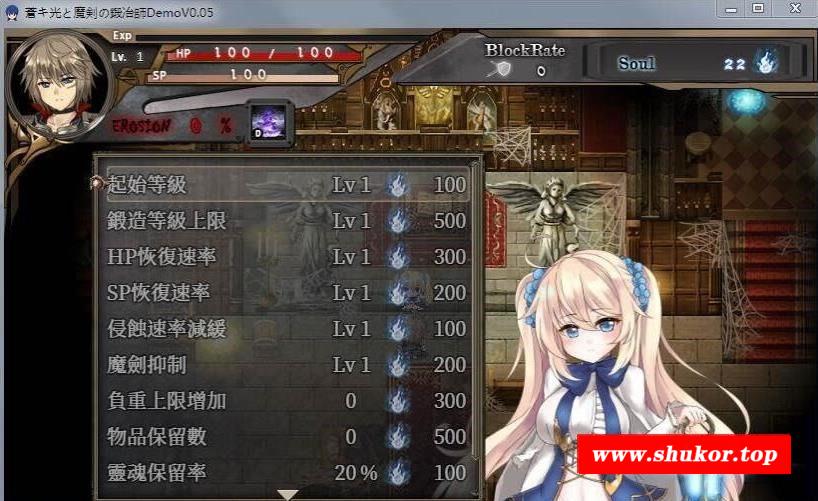 蒼キ光と魔剣の鍛冶師DemoV0.05
Exp
Lv. 1
HP 100 / 100
SP 100
BlockRate
0
Soul 22
EROSION 0 %
D
起始等級 Lv 1 100
鍛造等級上限 Lv 1 500
HP恢復速率 Lv 1 300
SP恢復速率 Lv 1 200
侵蝕速率減緩 Lv 1 100
魔劍抑制 Lv 1 200
負重上限增加 0 300
物品保留數 0 500
靈魂保留率 20% 100
www.shukor.top